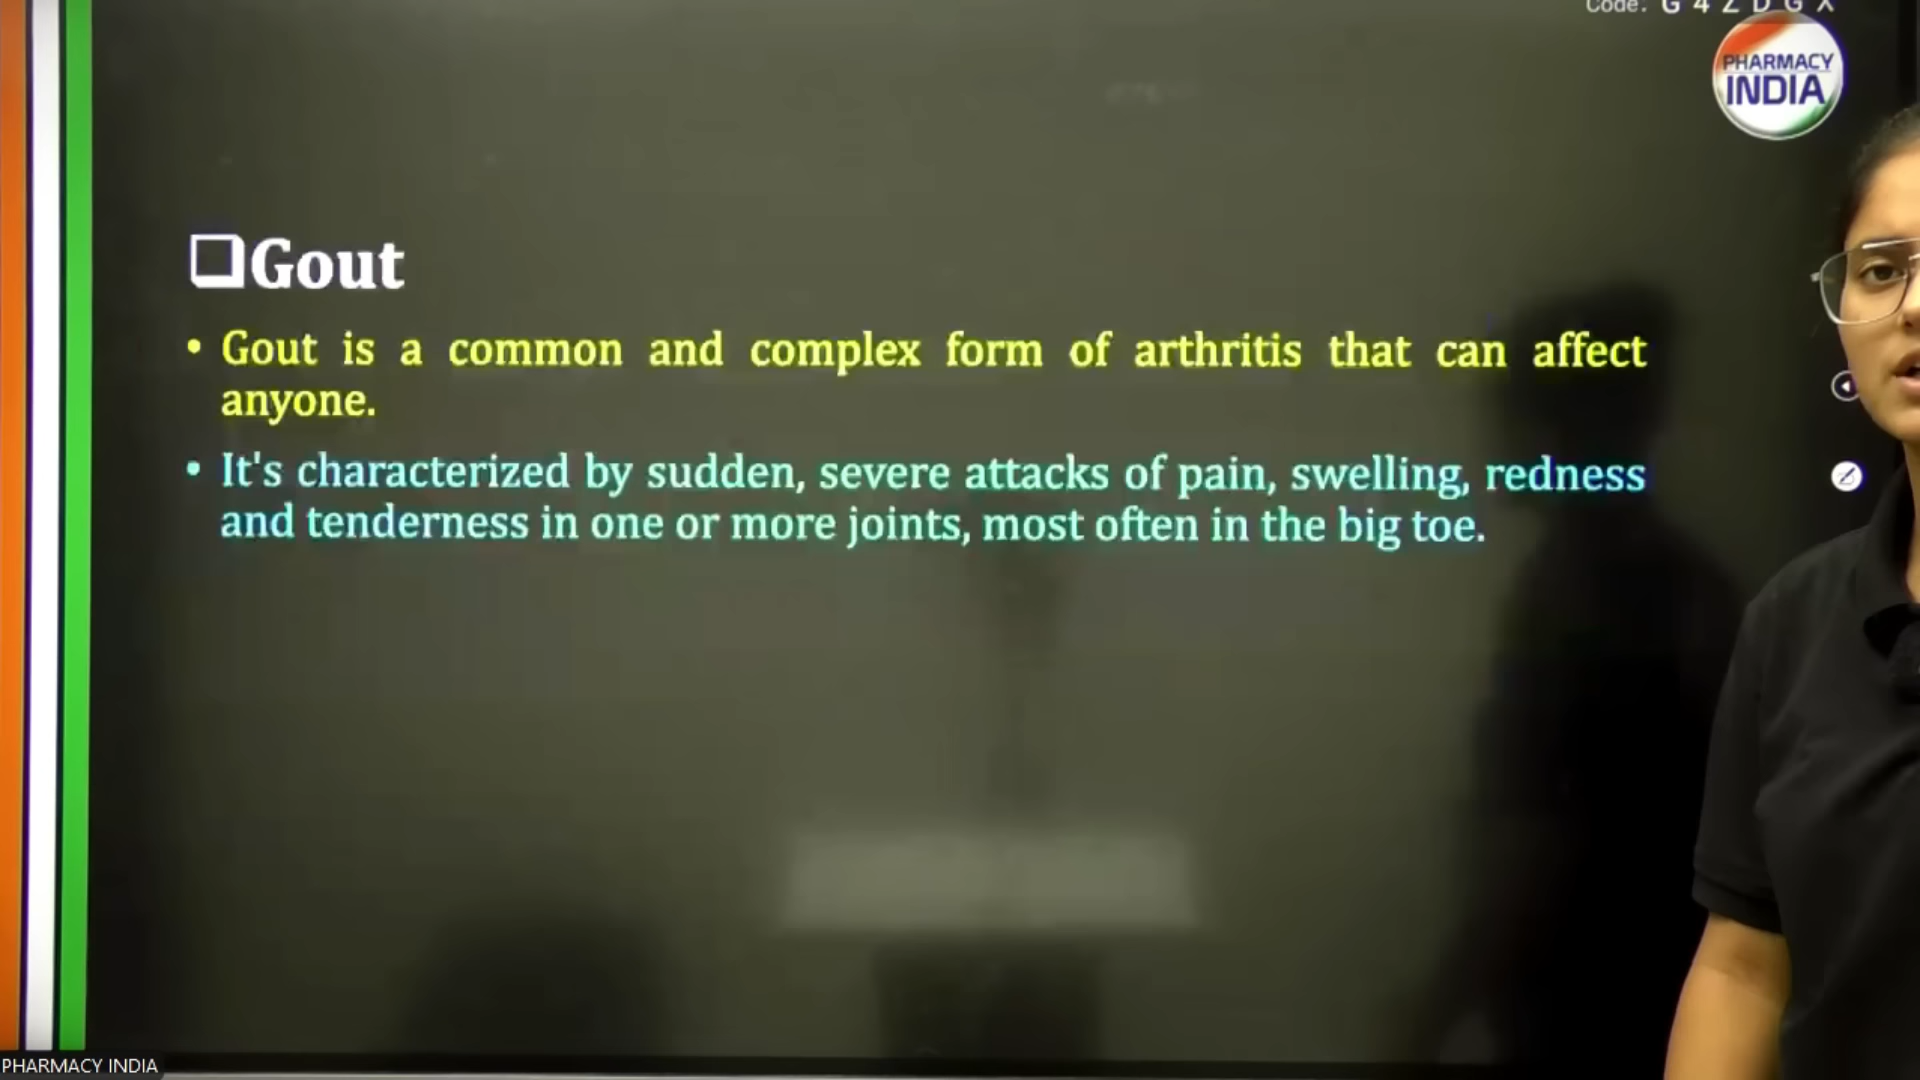 Code: G 4 Z D G X
PHARMACY
INDIA
Gout
• Gout is a common and complex form of arthritis that can affect
anyone.
• It's characterized by sudden, severe attacks of pain, swelling, redness
and tenderness in one or more joints, most often in the big toe.
PHARMACY INDIA